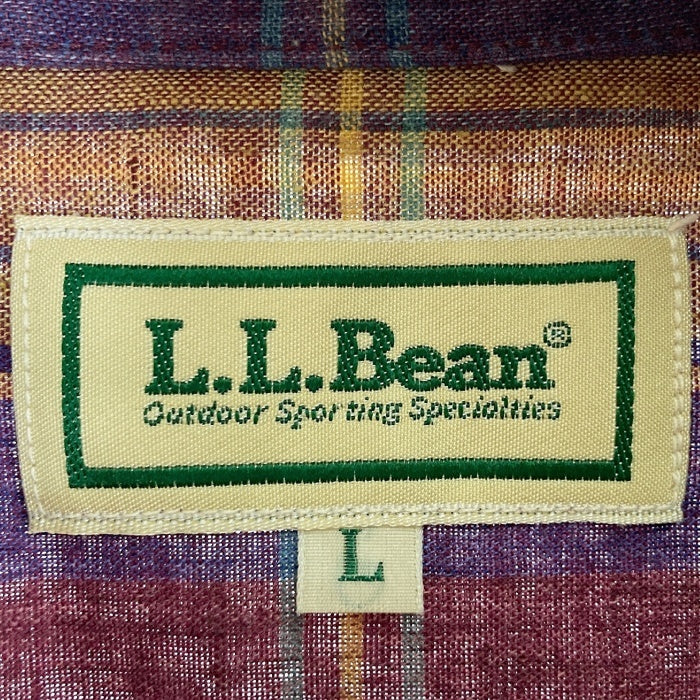 L.L.Bean®
Outdoor Sporting Specialties
L